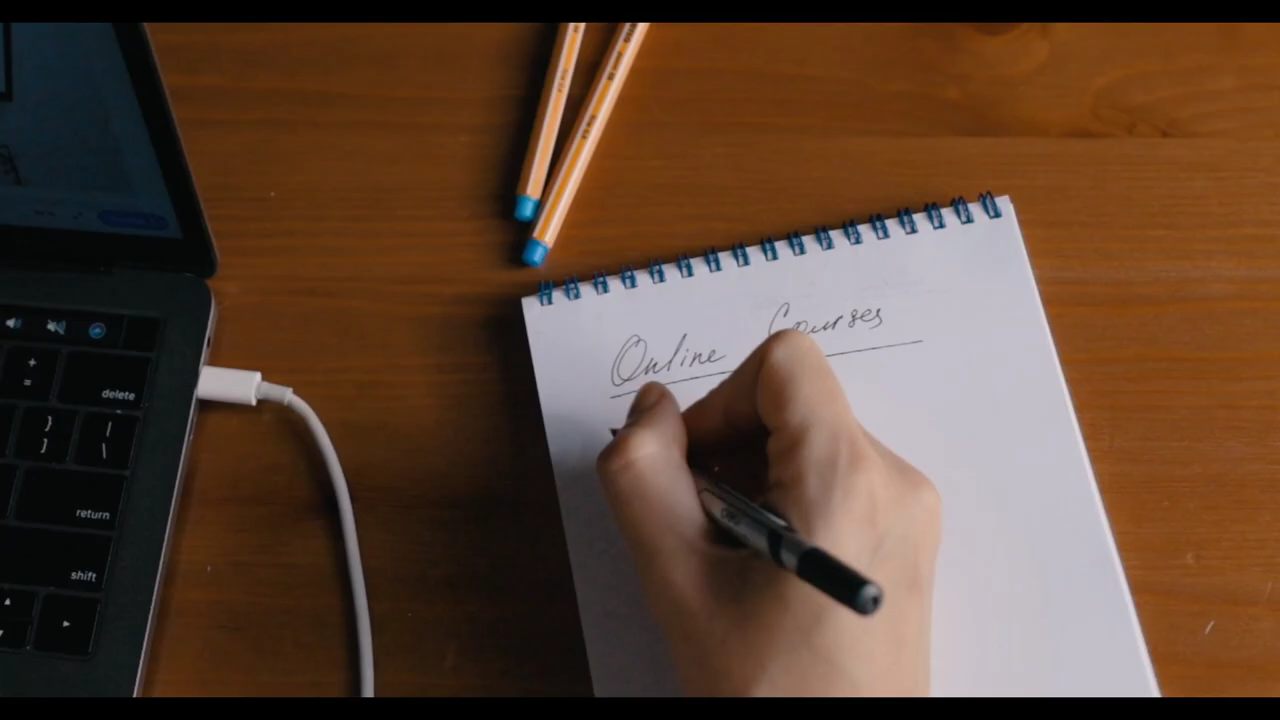 Online Courses
+
=
delete
}
]
|
\
return
shift